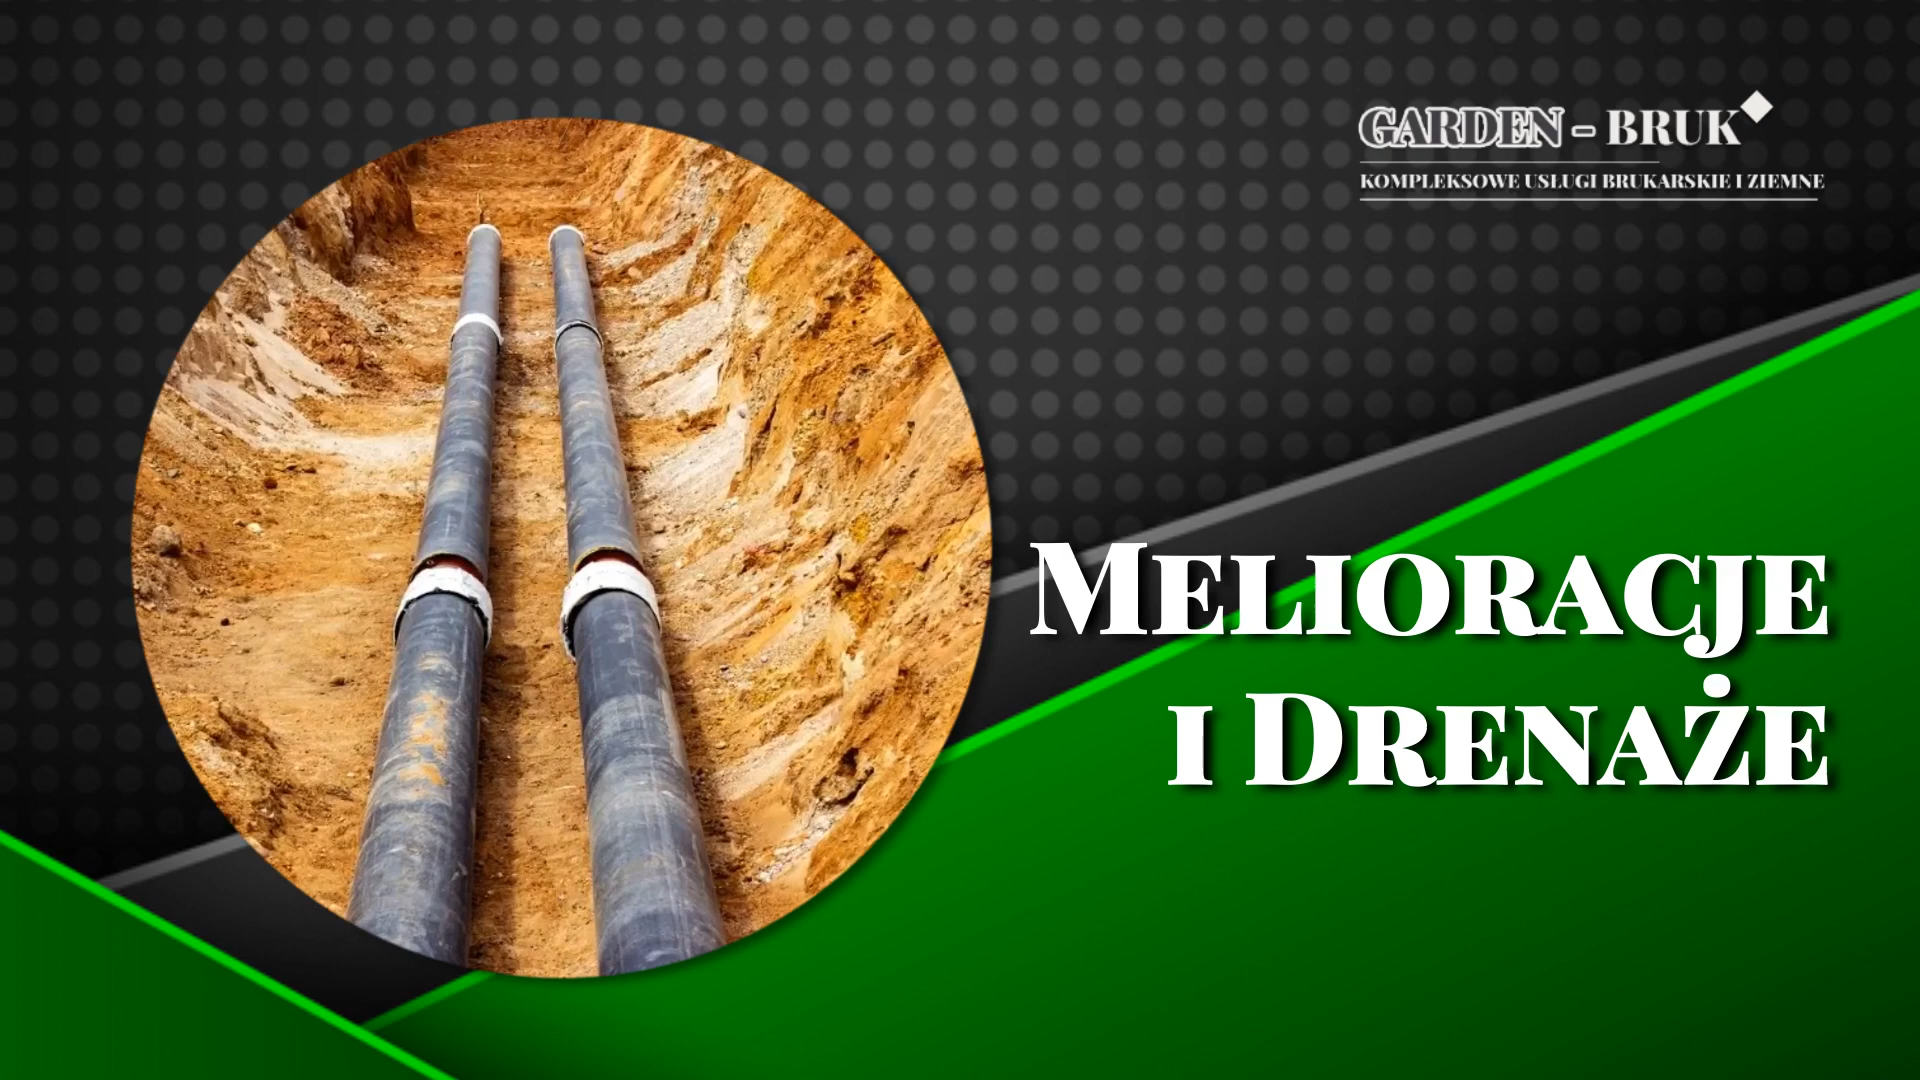 GARDEN - BRUK
KOMPLEKSOWE USŁUGI BRUKARSKIE I ZIEMNE
MELIORACJE
I DRENAŻE